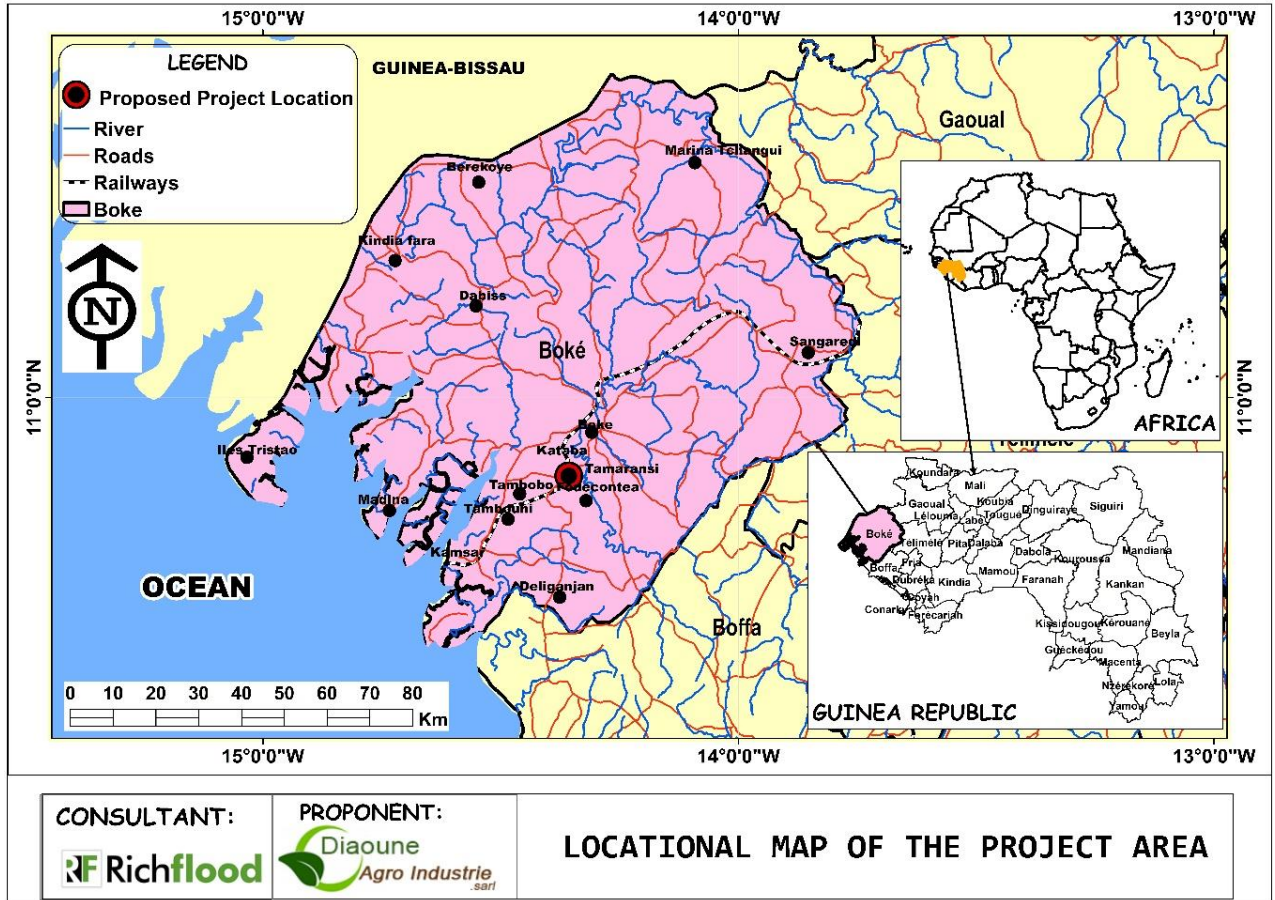 15°0'0"W 14°0'0"W 13°0'0"W
LEGEND
Proposed Project Location
River
Roads
Railways
Boke
N
GUINEA-BISSAU
Gaoual
Marina Tchangui
Berekoye
Kindia fara
Dabiss
Boké
Sangaredi
11°0'0"N
11°0'0"N
Boke
Kataba
Tamaransi
Iles Tristao
Tambobo
Madina
Tambouni
Kamsar
Deliganjan
OCEAN
Boffa
0 10 20 30 40 50 60 70 80
Km
AFRICA
Koundara
Mali
Gaoual
Koubia
Siguiri
Lélouma
Labé
Tougué
Dinguiraye
Boké
Télimélé
Pita
Dalaba
Dabola
Kouroussa
Mandiana
Boffa
Fria
Mamou
Dubréka
Kindia
Faranah
Kankan
Coyah
Conarky
Forécariah
Kissidougou
Kérouané
Beyla
Guéckédou
Macenta
Nzérékoré
Lola
Yamou
GUINEA REPUBLIC
15°0'0"W 14°0'0"W 13°0'0"W
CONSULTANT:
RF Richflood
PROPONENT:
Diaoune
Agro Industrie
.sarl
LOCATIONAL MAP OF THE PROJECT AREA